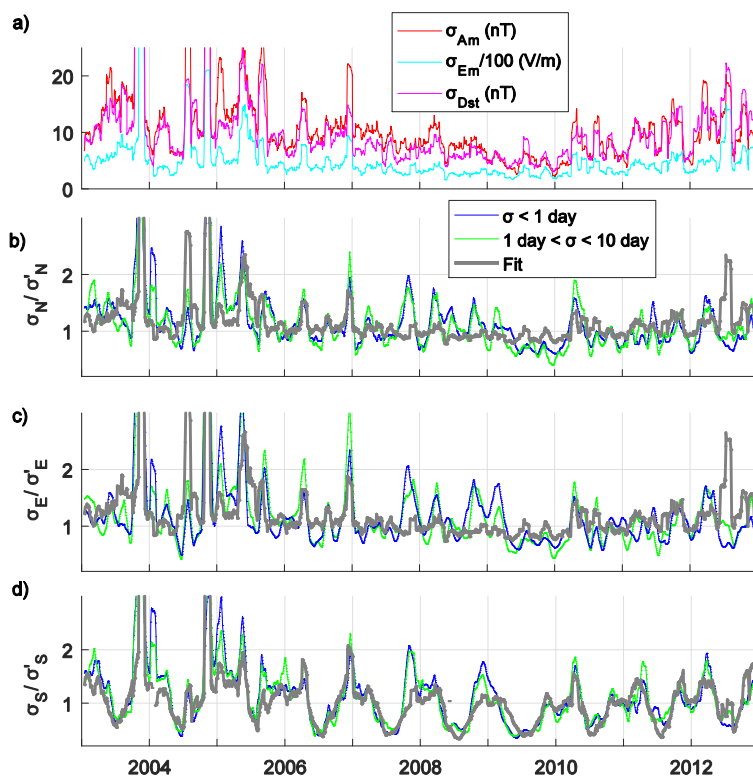 a)
σAm (nT)
σEm/100 (V/m)
σDst (nT)
20
10
0
b)
σ < 1 day
1 day < σ < 10 day
Fit
σN/ σ'N
2
1
c)
σE/ σ'E
2
1
d)
σS/ σ'S
2
1
2004 2006 2008 2010 2012